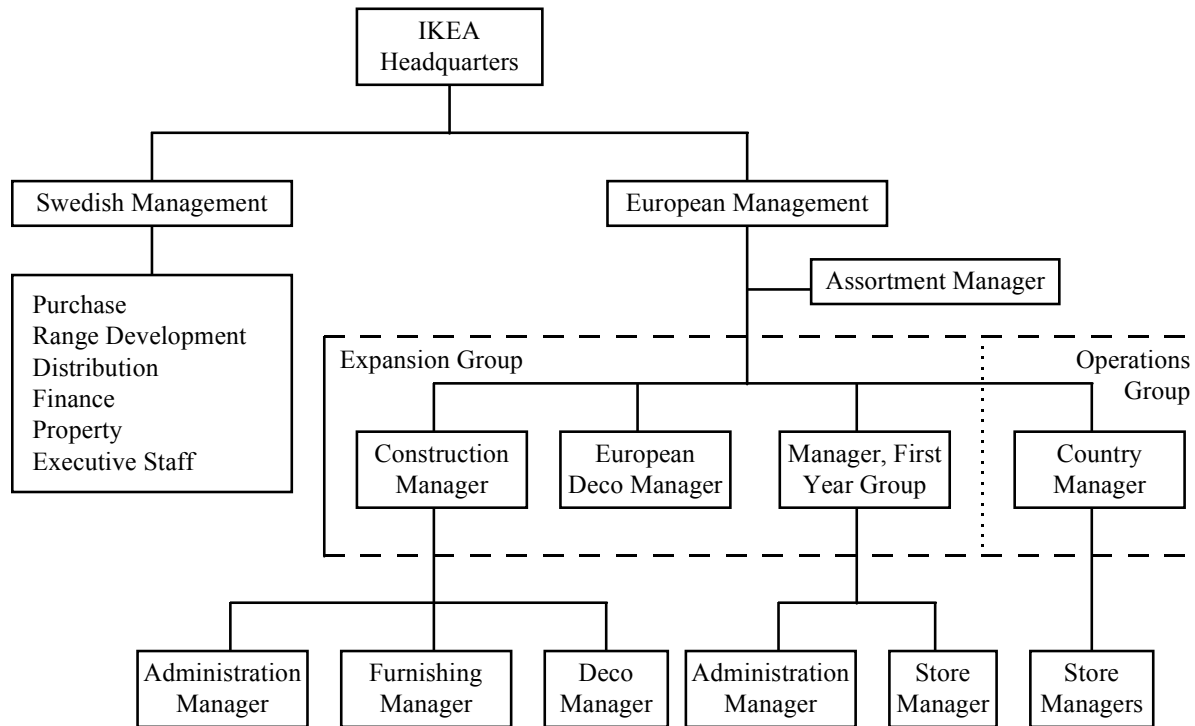 IKEA
Headquarters
Swedish Management
European Management
Purchase
Range Development
Distribution
Finance
Property
Executive Staff
Assortment Manager
Expansion Group
Operations
Group
Construction
Manager
European
Deco Manager
Manager, First
Year Group
Country
Manager
Administration
Manager
Furnishing
Manager
Deco
Manager
Administration
Manager
Store
Manager
Store
Managers